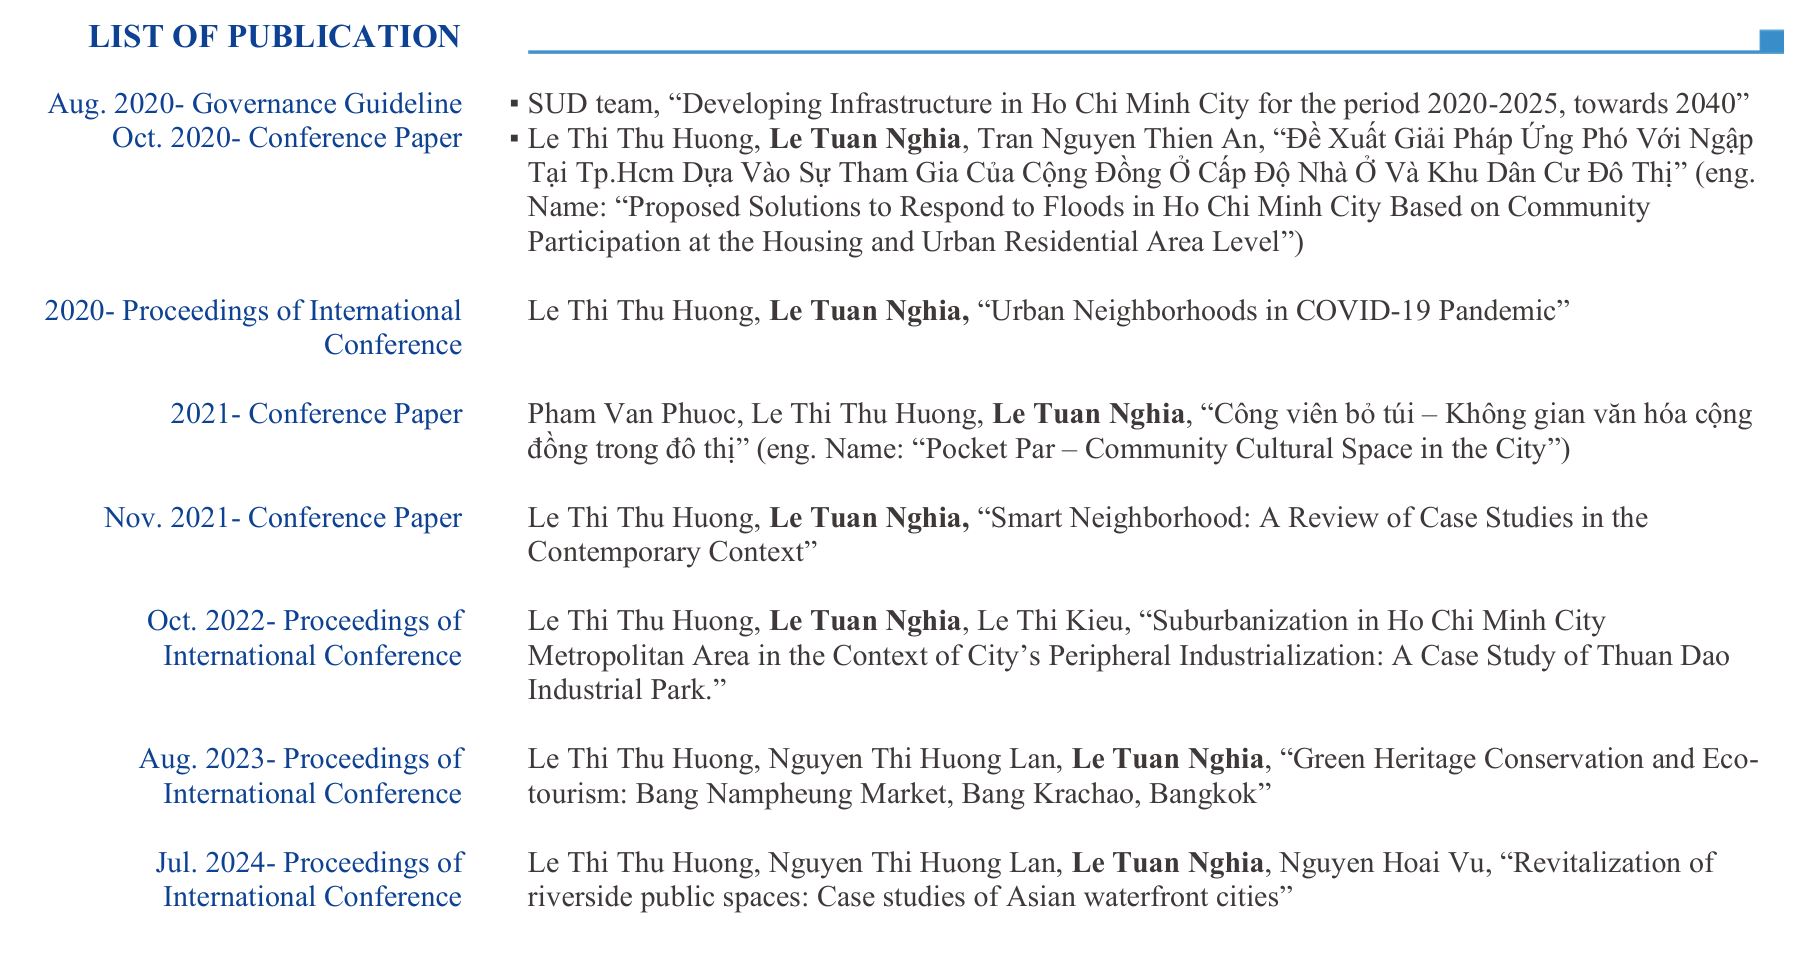 LIST OF PUBLICATION
Aug. 2020- Governance Guideline
▪ SUD team, “Developing Infrastructure in Ho Chi Minh City for the period 2020-2025, towards 2040”
Oct. 2020- Conference Paper
▪ Le Thi Thu Huong, Le Tuan Nghia, Tran Nguyen Thien An, “Đề Xuất Giải Pháp Ứng Phó Với Ngập
Tại Tp.Hcm Dựa Vào Sự Tham Gia Của Cộng Đồng Ở Cấp Độ Nhà Ở Và Khu Dân Cư Đô Thị” (eng.
Name: “Proposed Solutions to Respond to Floods in Ho Chi Minh City Based on Community
Participation at the Housing and Urban Residential Area Level”)
2020- Proceedings of International
Conference
Le Thi Thu Huong, Le Tuan Nghia, “Urban Neighborhoods in COVID-19 Pandemic”
2021- Conference Paper
Pham Van Phuoc, Le Thi Thu Huong, Le Tuan Nghia, “Công viên bỏ túi – Không gian văn hóa cộng
đồng trong đô thị” (eng. Name: “Pocket Par – Community Cultural Space in the City”)
Nov. 2021- Conference Paper
Le Thi Thu Huong, Le Tuan Nghia, “Smart Neighborhood: A Review of Case Studies in the
Contemporary Context”
Oct. 2022- Proceedings of
International Conference
Le Thi Thu Huong, Le Tuan Nghia, Le Thi Kieu, “Suburbanization in Ho Chi Minh City
Metropolitan Area in the Context of City’s Peripheral Industrialization: A Case Study of Thuan Dao
Industrial Park.”
Aug. 2023- Proceedings of
International Conference
Le Thi Thu Huong, Nguyen Thi Huong Lan, Le Tuan Nghia, “Green Heritage Conservation and Eco-
tourism: Bang Nampheung Market, Bang Krachao, Bangkok”
Jul. 2024- Proceedings of
International Conference
Le Thi Thu Huong, Nguyen Thi Huong Lan, Le Tuan Nghia, Nguyen Hoai Vu, “Revitalization of
riverside public spaces: Case studies of Asian waterfront cities”